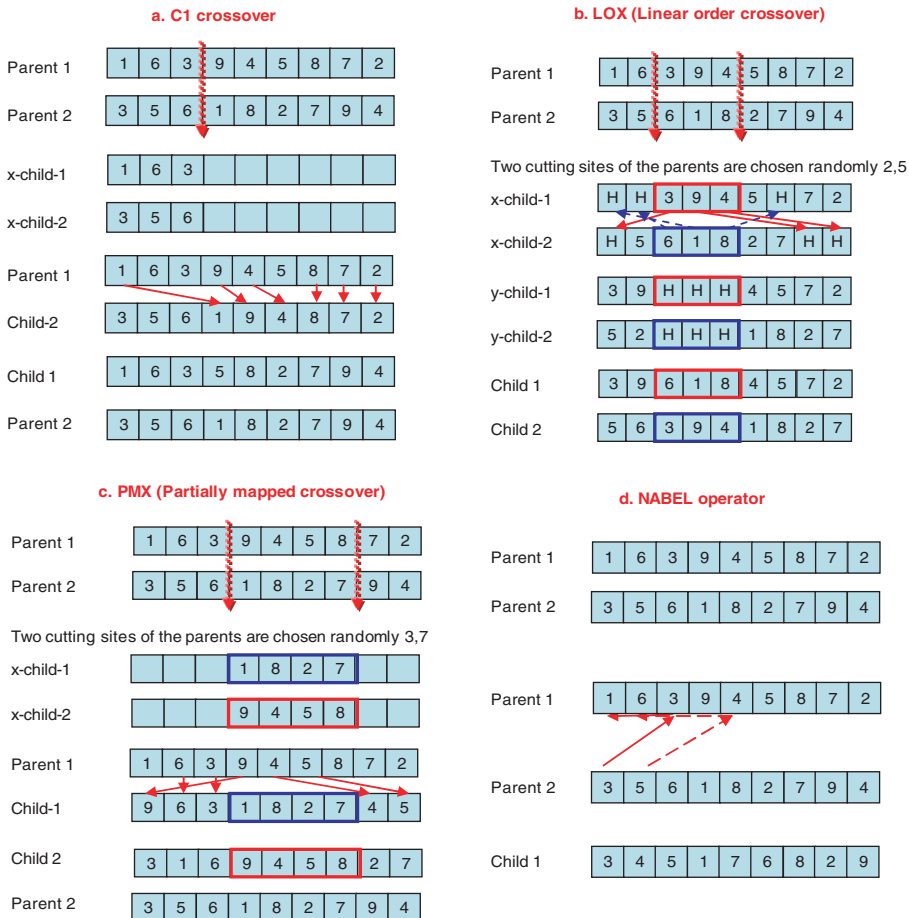 a. C1 crossover
Parent 1 1 6 3 9 4 5 8 7 2
Parent 2 3 5 6 1 8 2 7 9 4
x-child-1 1 6 3
x-child-2 3 5 6
Parent 1 1 6 3 9 4 5 8 7 2
Child-2 3 5 6 1 9 4 8 7 2
Child 1 1 6 3 5 8 2 7 9 4
Parent 2 3 5 6 1 8 2 7 9 4
b. LOX (Linear order crossover)
Parent 1 1 6 3 9 4 5 8 7 2
Parent 2 3 5 6 1 8 2 7 9 4
Two cutting sites of the parents are chosen randomly 2,5
x-child-1 H H 3 9 4 5 H 7 2
x-child-2 H 5 6 1 8 2 7 H H
y-child-1 3 9 H H H 4 5 7 2
y-child-2 5 2 H H H 1 8 2 7
Child 1 3 9 6 1 8 4 5 7 2
Child 2 5 6 3 9 4 1 8 2 7
c. PMX (Partially mapped crossover)
Parent 1 1 6 3 9 4 5 8 7 2
Parent 2 3 5 6 1 8 2 7 9 4
Two cutting sites of the parents are chosen randomly 3,7
x-child-1 1 8 2 7
x-child-2 9 4 5 8
Parent 1 1 6 3 9 4 5 8 7 2
Child-1 9 6 3 1 8 2 7 4 5
Child 2 3 1 6 9 4 5 8 2 7
Parent 2 3 5 6 1 8 2 7 9 4
d. NABEL operator
Parent 1 1 6 3 9 4 5 8 7 2
Parent 2 3 5 6 1 8 2 7 9 4
Parent 1 1 6 3 9 4 5 8 7 2
Parent 2 3 5 6 1 8 2 7 9 4
Child 1 3 4 5 1 7 6 8 2 9